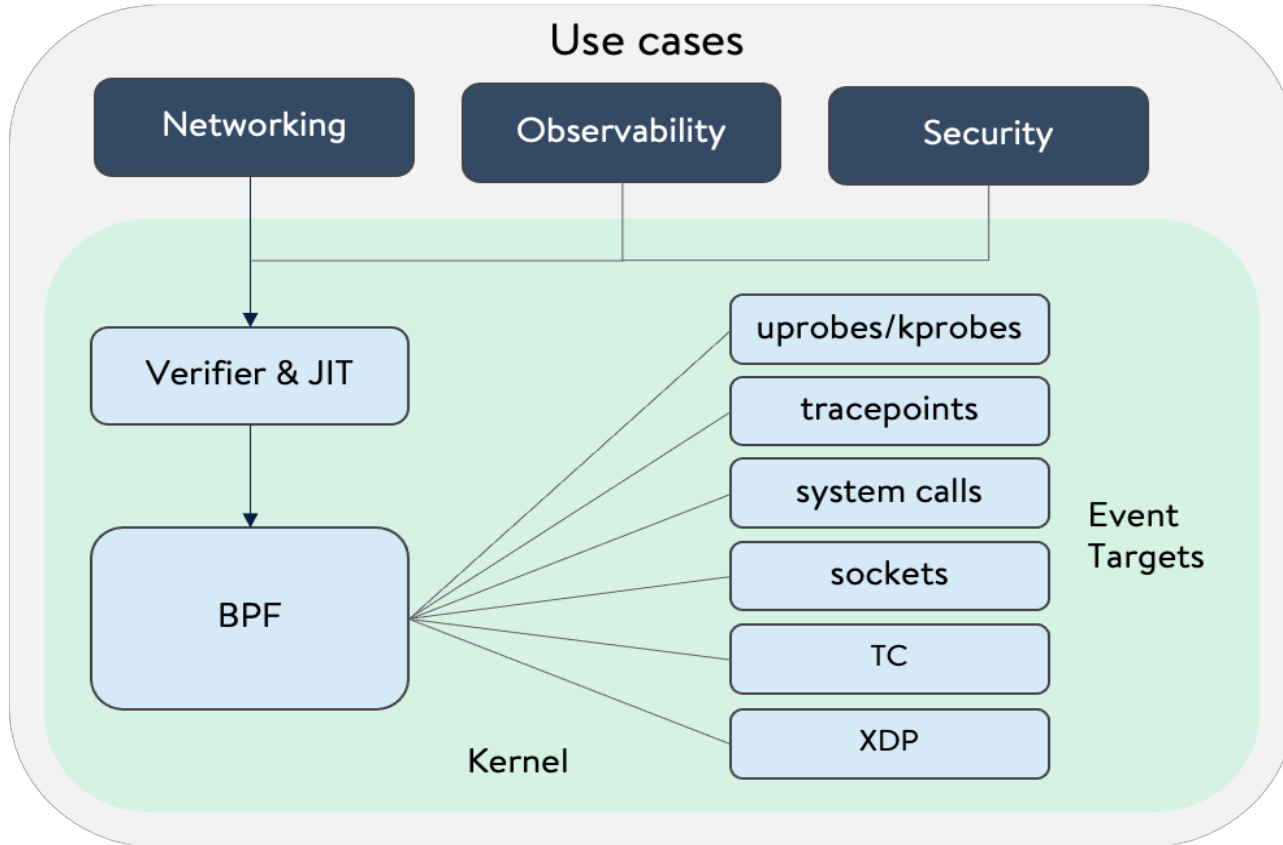 Use cases
Networking
Observability
Security
Verifier & JIT
BPF
uprobes/kprobes
tracepoints
system calls
sockets
TC
XDP
Event
Targets
Kernel